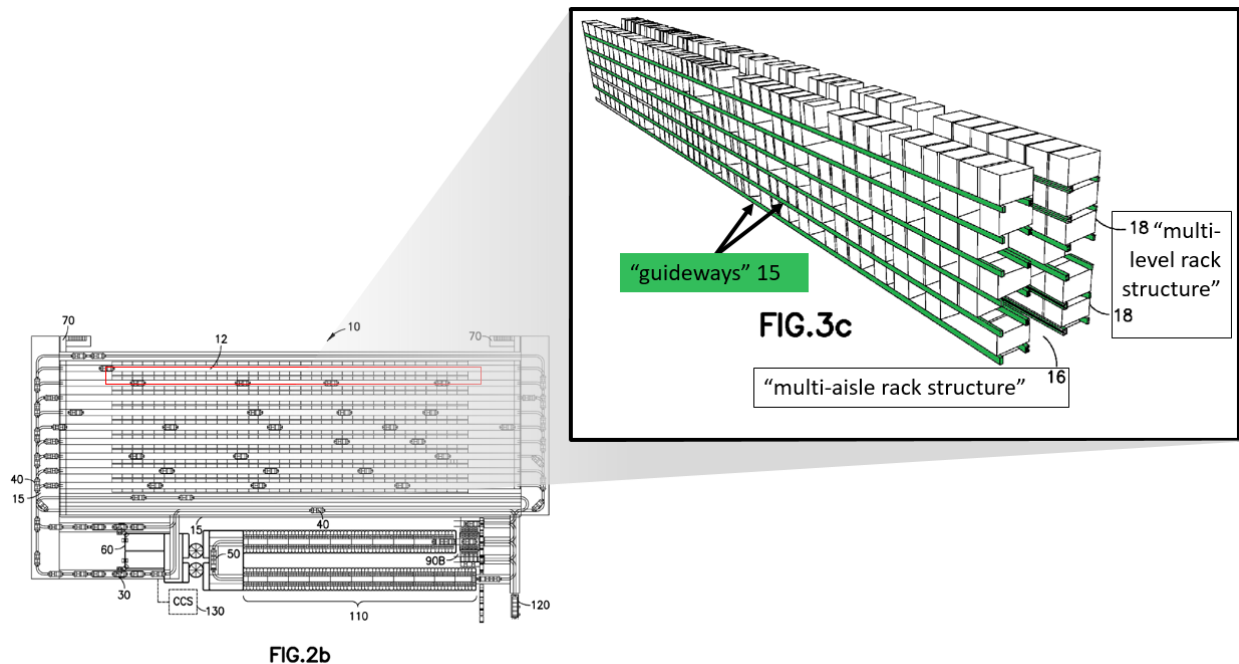 18 “multi-
level rack
structure”
18
“guideways” 15
FIG.3c
“multi-aisle rack structure”
16
70
10
70
12
40
15
15
40
60
50
90B
30
CCS
130
110
120
FIG.2b